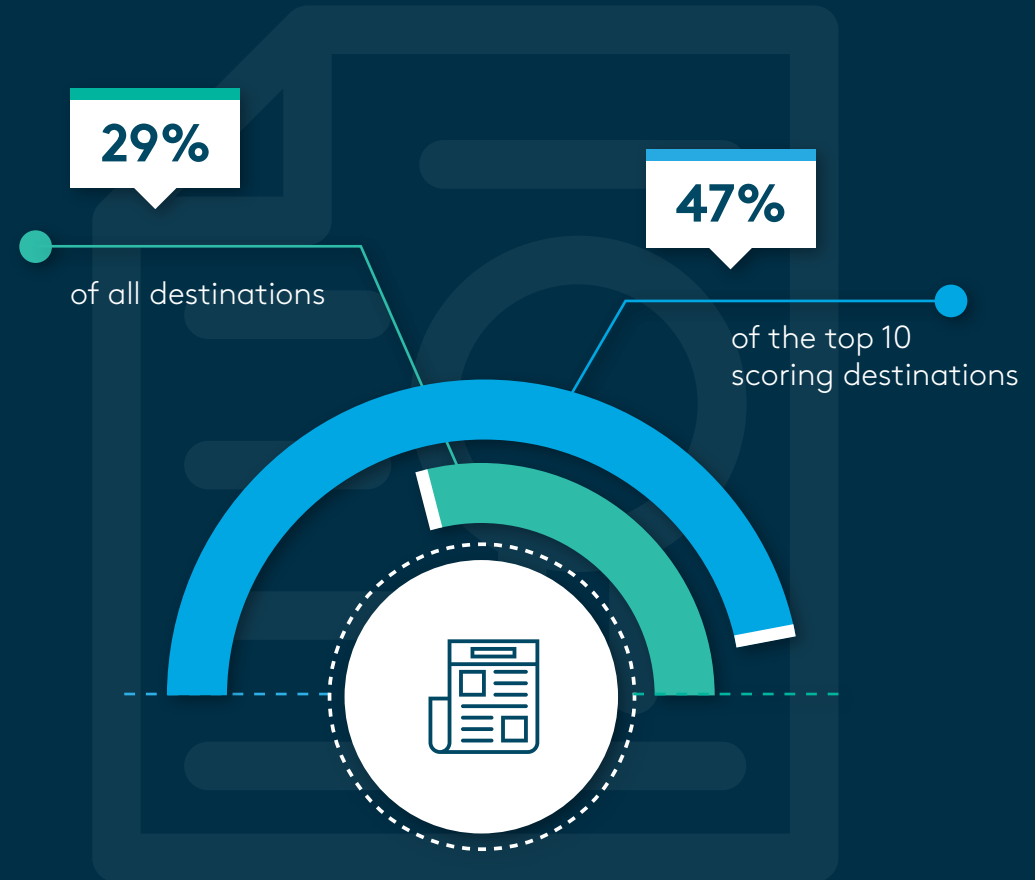 29%
of all destinations
47%
of the top 10
scoring destinations